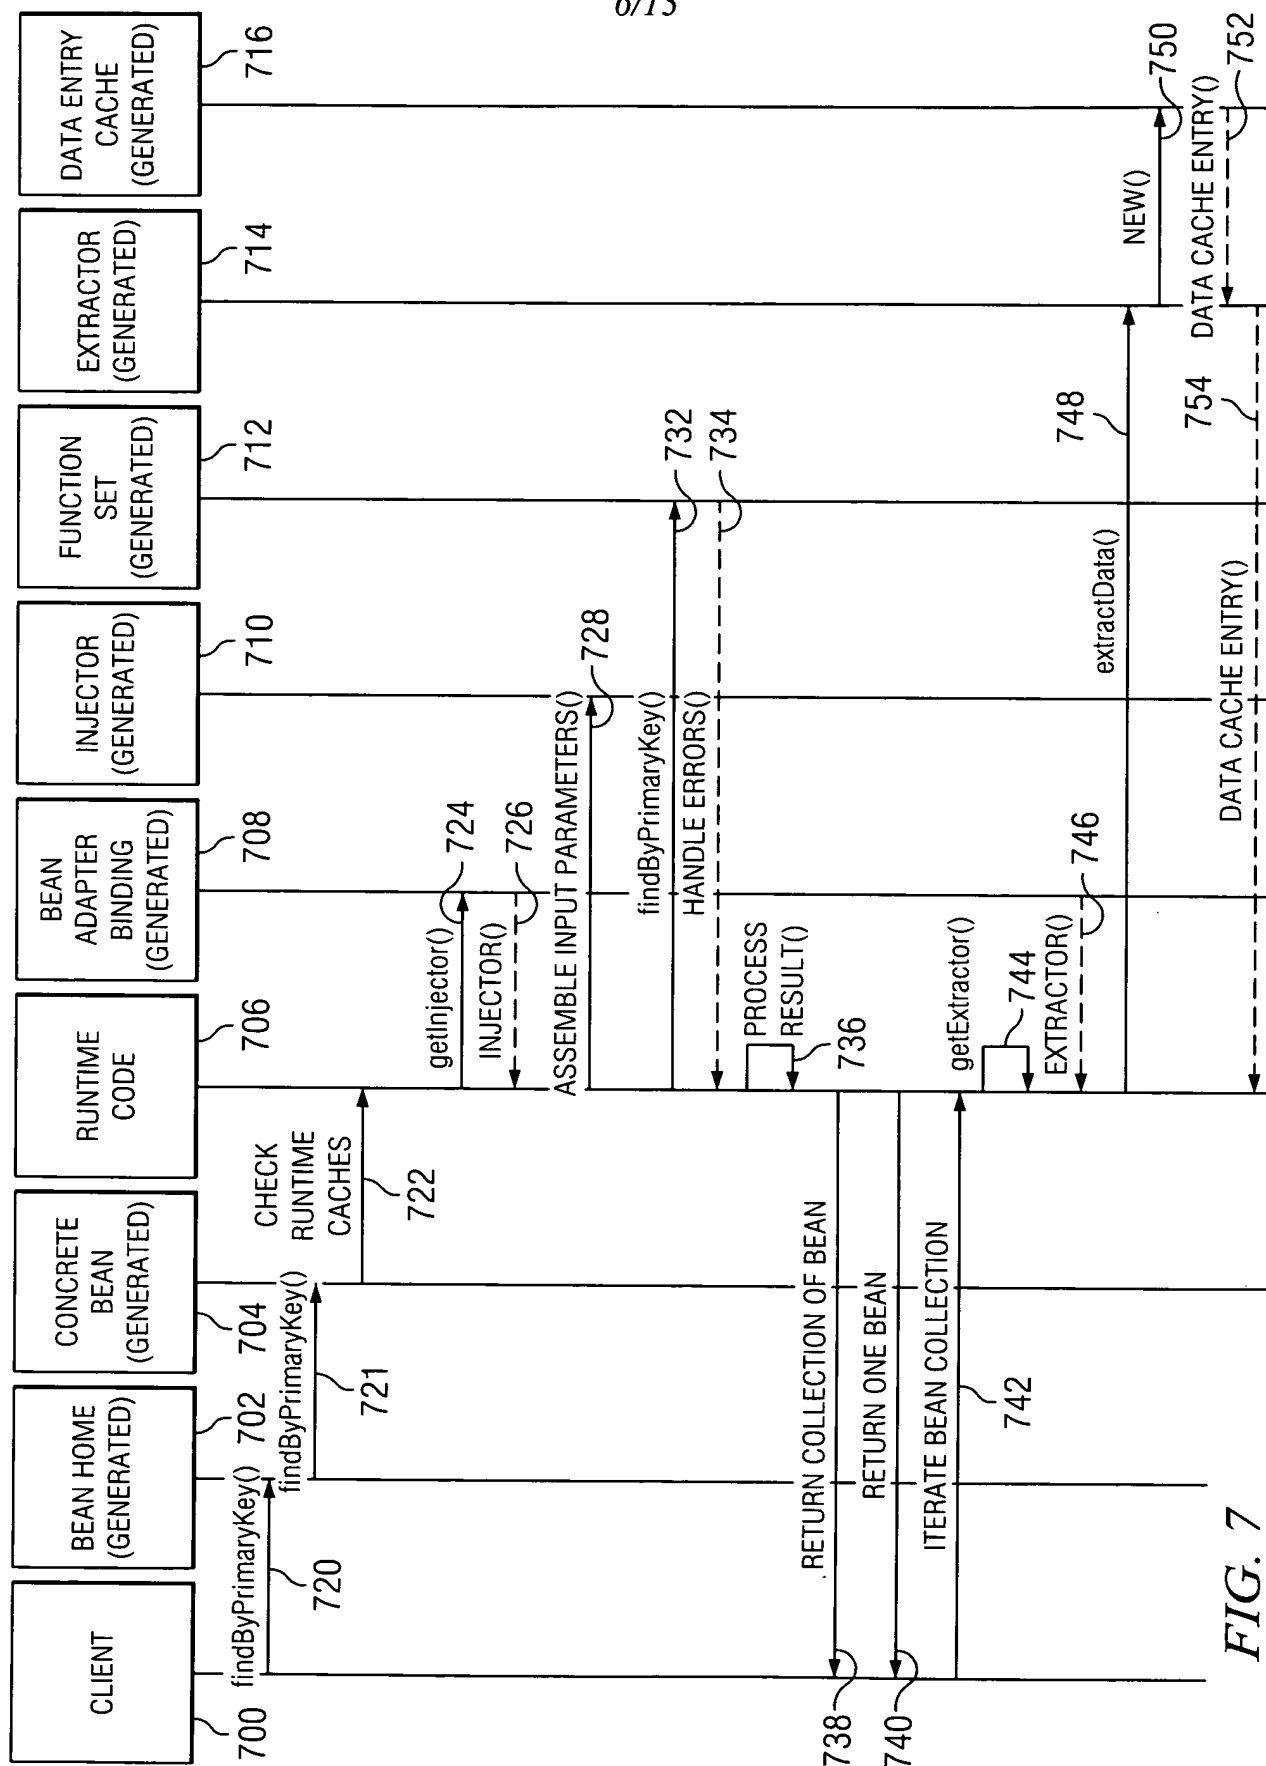 6/15
CLIENT
700
BEAN HOME
(GENERATED)
702
CONCRETE
BEAN
(GENERATED)
704
RUNTIME
CODE
706
BEAN
ADAPTER
BINDING
(GENERATED)
708
INJECTOR
(GENERATED)
710
FUNCTION
SET
(GENERATED)
712
EXTRACTOR
(GENERATED)
714
DATA ENTRY
CACHE
(GENERATED)
716
findByPrimaryKey()
720
findByPrimaryKey()
721
CHECK
RUNTIME
CACHES
722
getInjector()
724
INJECTOR()
726
ASSEMBLE INPUT PARAMETERS()
728
findByPrimaryKey()
732
HANDLE ERRORS()
734
PROCESS
RESULT()
736
RETURN COLLECTION OF BEAN
738
RETURN ONE BEAN
740
ITERATE BEAN COLLECTION
742
getExtractor()
744
EXTRACTOR()
746
extractData()
748
NEW()
750
DATA CACHE ENTRY()
752
DATA CACHE ENTRY()
754
FIG. 7